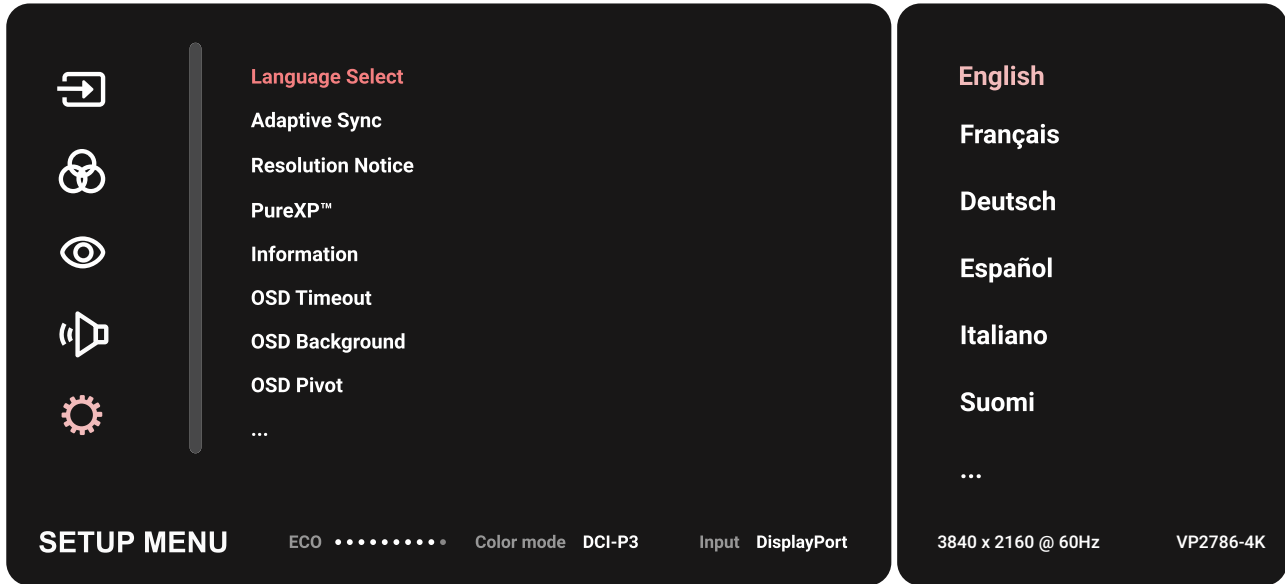 Language Select
Adaptive Sync
Resolution Notice
PureXP™
Information
OSD Timeout
OSD Background
OSD Pivot
...
English
Français
Deutsch
Español
Italiano
Suomi
...
SETUP MENU ECO Color mode DCI-P3 Input DisplayPort 3840 x 2160 @ 60Hz VP2786-4K